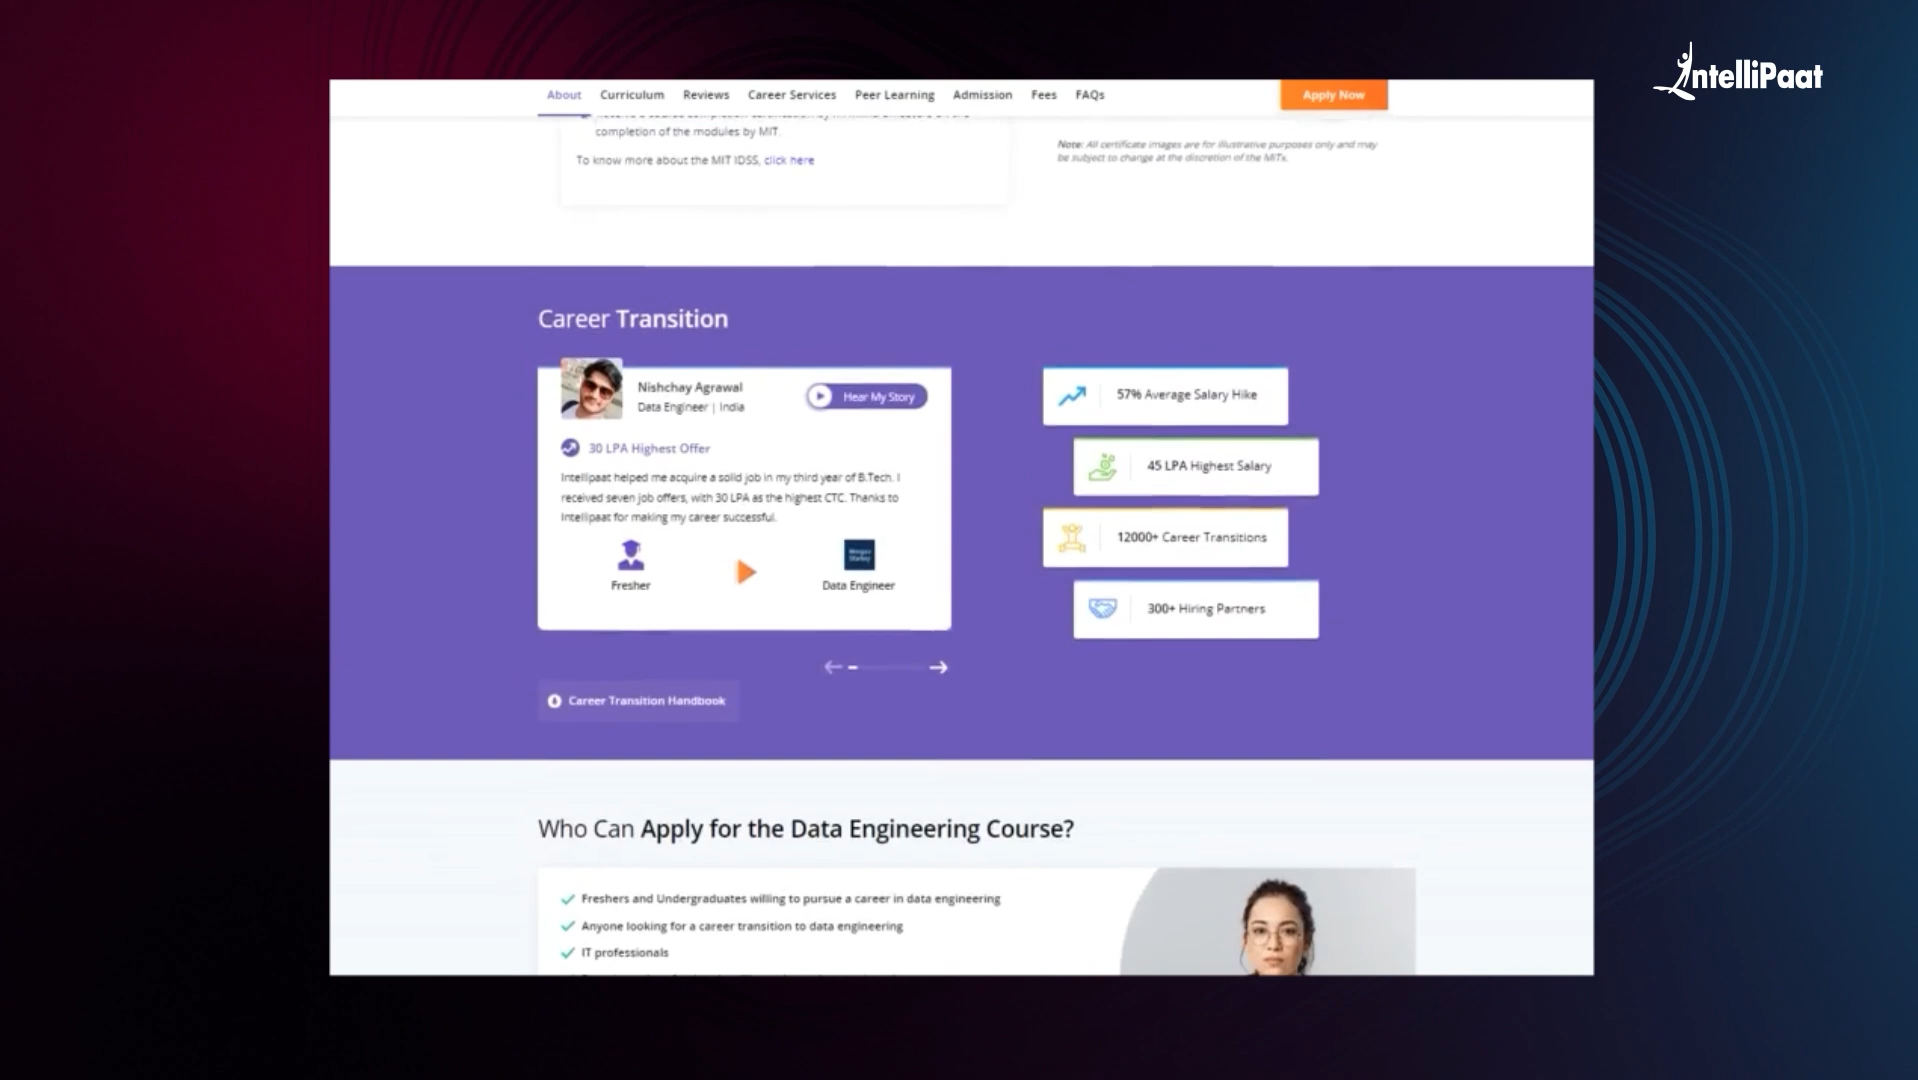 IntelliPaat
About Curriculum Reviews Career Services Peer Learning Admission Fees FAQs Apply Now
completion of the modules by MIT.
To know more about the MIT IDSS, click here
Note: All certificate images are for illustrative purposes only and may
be subject to change at the discretion of the MITx.
Career Transition
Nishchay Agrawal
Data Engineer | India
Hear My Story
30 LPA Highest Offer
Intellipaat helped me acquire a solid job in my third year of B.Tech. I
received seven job offers, with 30 LPA as the highest CTC. Thanks to
Intellipaat for making my career successful.
Fresher
Morgan
Stanley
Data Engineer
57% Average Salary Hike
45 LPA Highest Salary
12000+ Career Transitions
300+ Hiring Partners
Career Transition Handbook
Who Can Apply for the Data Engineering Course?
Freshers and Undergraduates willing to pursue a career in data engineering
Anyone looking for a career transition to data engineering
IT professionals